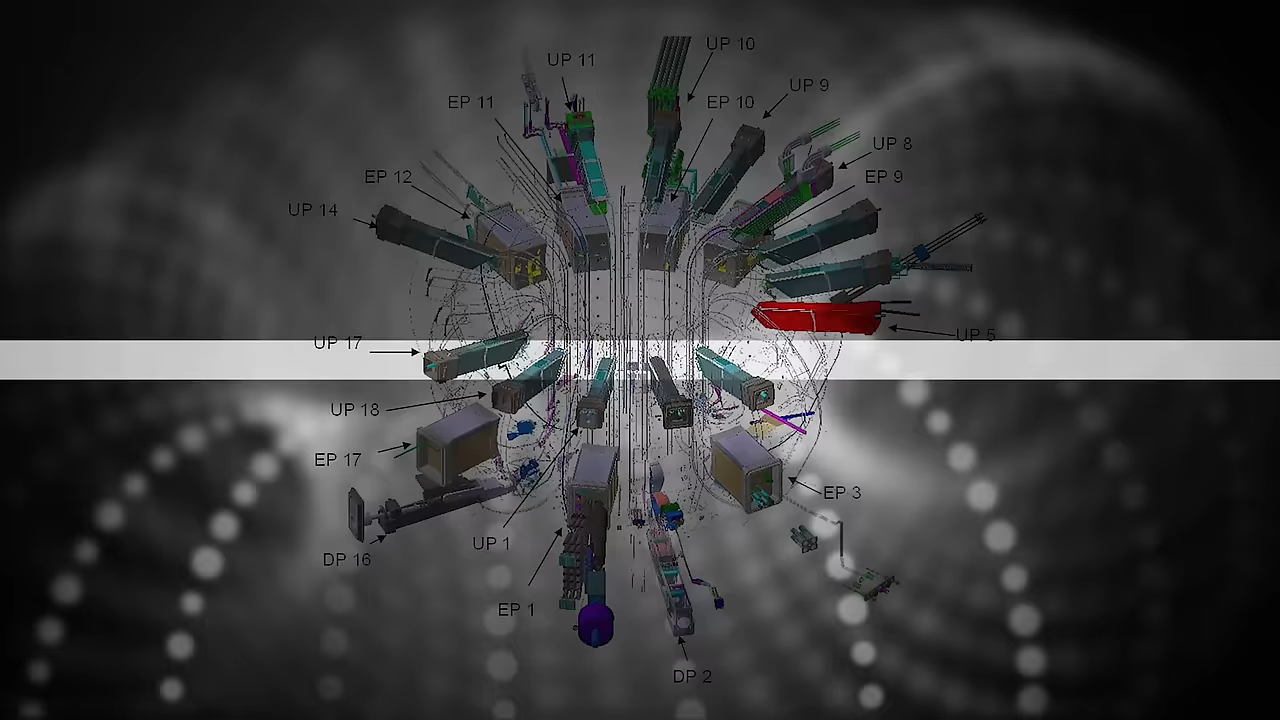 UP 10
UP 11
UP 9
EP 11
EP 10
UP 8
EP 12
EP 9
UP 14
UP 5
UP 17
UP 18
EP 17
EP 3
UP 1
DP 16
EP 1
DP 2